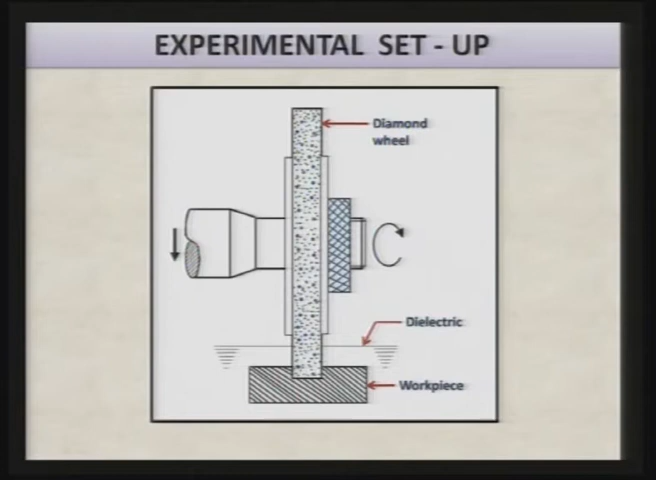 EXPERIMENTAL SET - UP
Diamond
wheel
Dielectric
Workpiece